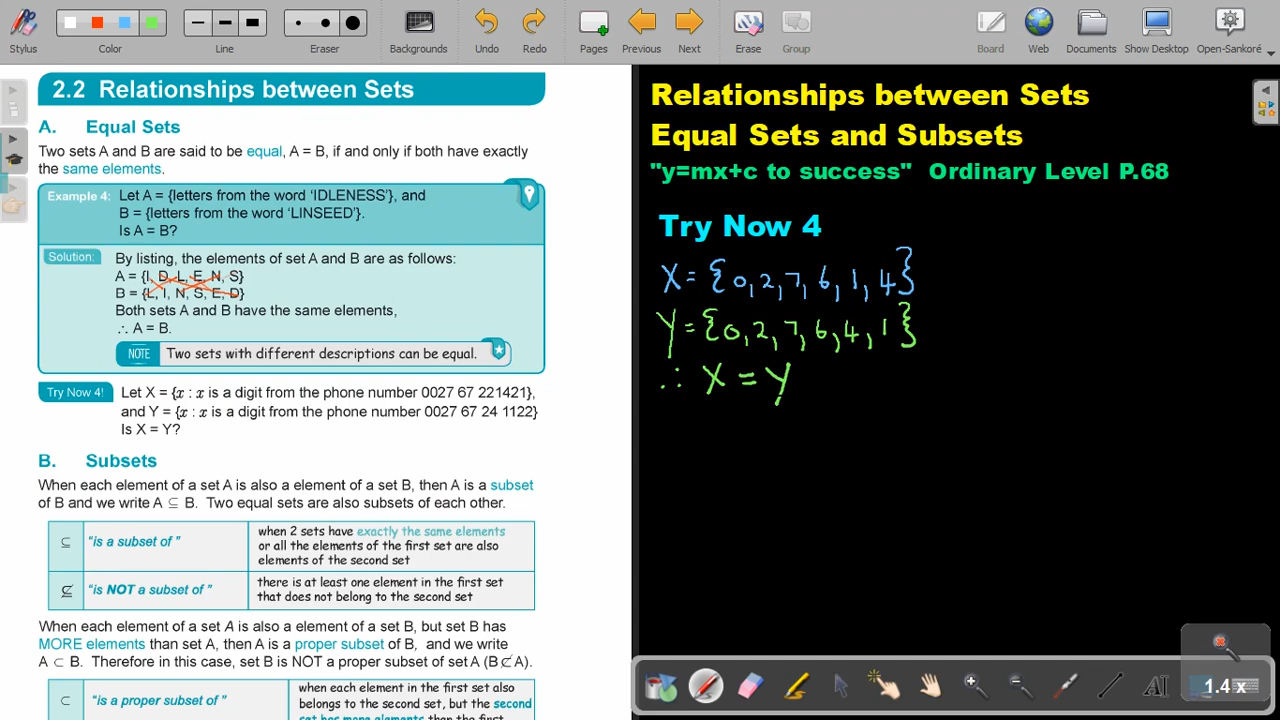 Stylus Color Line Eraser Backgrounds Undo Redo Pages Previous Next Erase Group Board Web Documents Show Desktop Open-Sankoré
2.2 Relationships between Sets
A. Equal Sets
Two sets A and B are said to be equal, A = B, if and only if both have exactly
the same elements.
Example 4: Let A = {letters from the word ‘IDLENESS’}, and
B = {letters from the word ‘LINSEED’}.
Is A = B?
Solution: By listing, the elements of set A and B are as follows:
A = {I, D, L, E, N, S}
B = {L, I, N, S, E, D}
Both sets A and B have the same elements,
∴ A = B.
NOTE Two sets with different descriptions can be equal.
Try Now 4! Let X = {x : x is a digit from the phone number 0027 67 221421},
and Y = {x : x is a digit from the phone number 0027 67 24 1122}
Is X = Y?
B. Subsets
When each element of a set A is also a element of a set B, then A is a subset
of B and we write A ⊆ B. Two equal sets are also subsets of each other.
⊆ “is a subset of ” when 2 sets have exactly the same elements
or all the elements of the first set are also
elements of the second set
⊈ “is NOT a subset of ” there is at least one element in the first set
that does not belong to the second set
When each element of a set A is also a element of a set B, but set B has
MORE elements than set A, then A is a proper subset of B, and we write
A ⊂ B. Therefore in this case, set B is NOT a proper subset of set A (B ⊄ A).
⊂ “is a proper subset of ” when each element in the first set also
belongs to the second set, but the second
set has more elements than the first
Relationships between Sets
Equal Sets and Subsets
"y=mx+c to success" Ordinary Level P.68
Try Now 4
X = {0,2,7,6,1,4}
Y = {0,2,7,6,4,1}
∴ X = Y
1.4 x